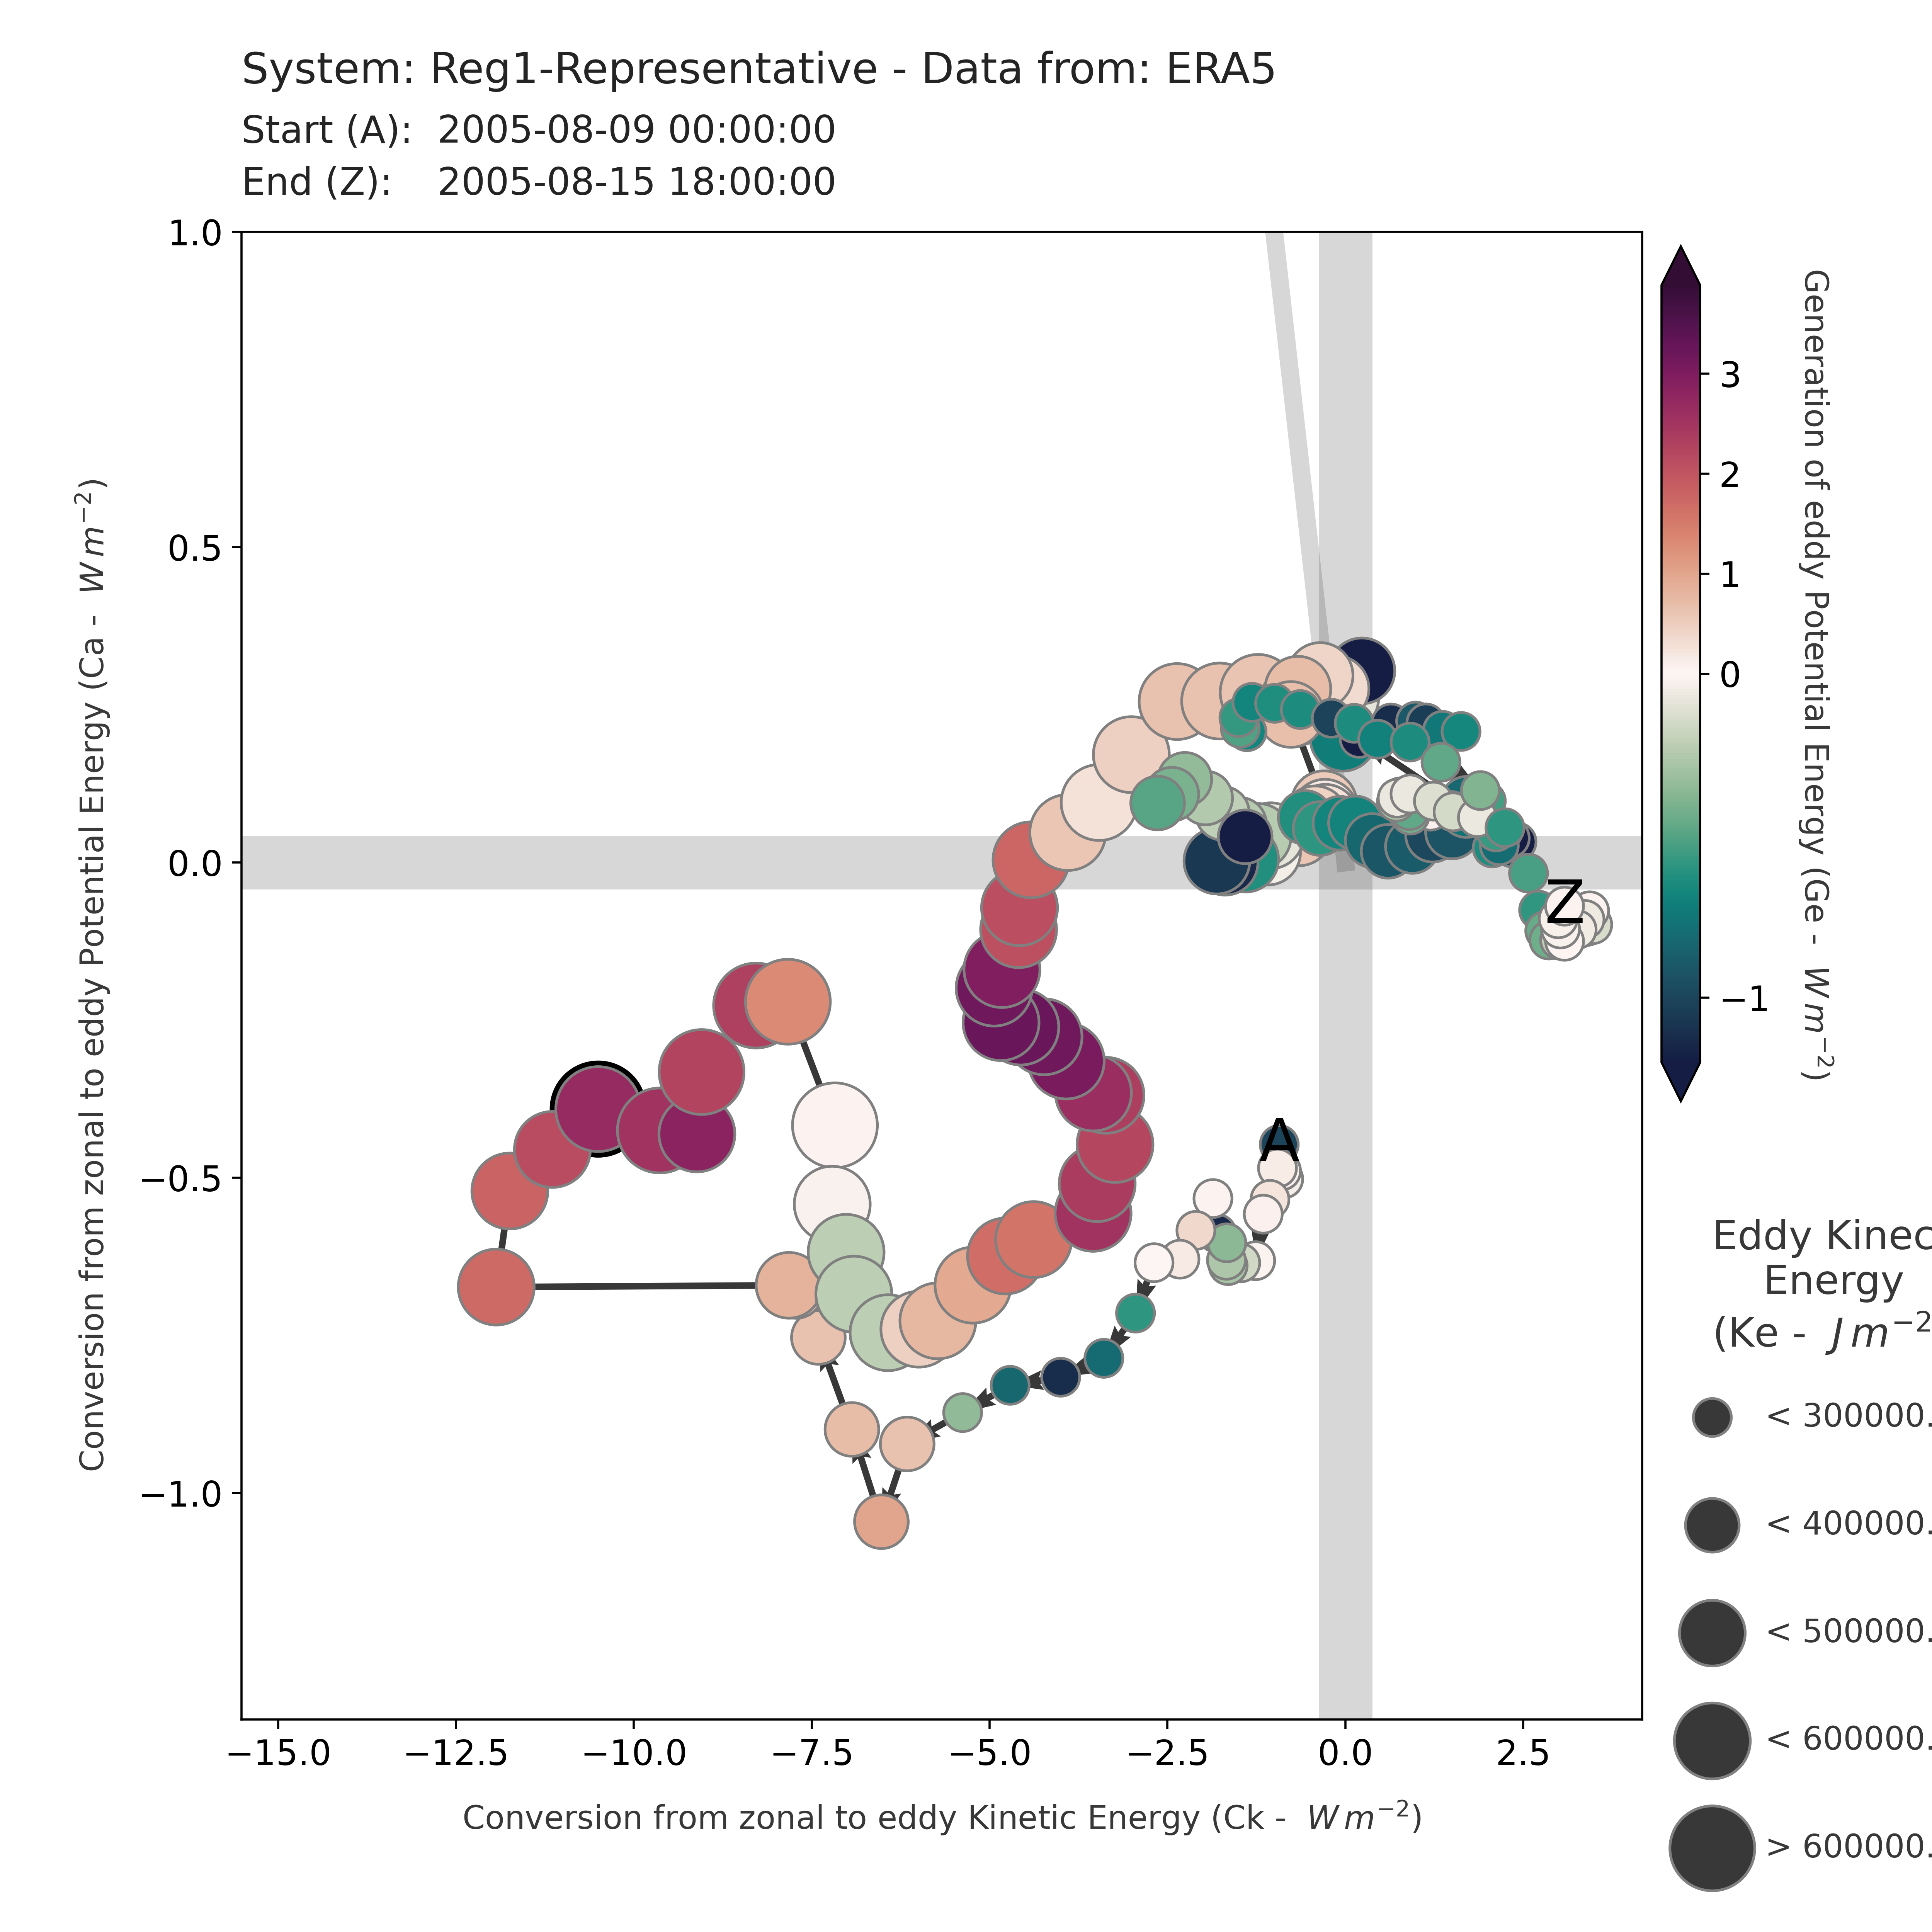 System: Reg1-Representative - Data from: ERA5
Start (A): 2005-08-09 00:00:00
End (Z): 2005-08-15 18:00:00
Conversion from zonal to eddy Potential Energy (Ca - W m⁻²)
1.0
0.5
0.0
−0.5
−1.0
A
Z
−15.0 −12.5 −10.0 −7.5 −5.0 −2.5 0.0 2.5
Conversion from zonal to eddy Kinetic Energy (Ck - W m⁻²)
3
2
1
0
−1
Generation of eddy Potential Energy (Ge - W m⁻²)
Eddy Kinec
Energy
(Ke - J m⁻²
< 300000.
< 400000.
< 500000.
< 600000.
> 600000.